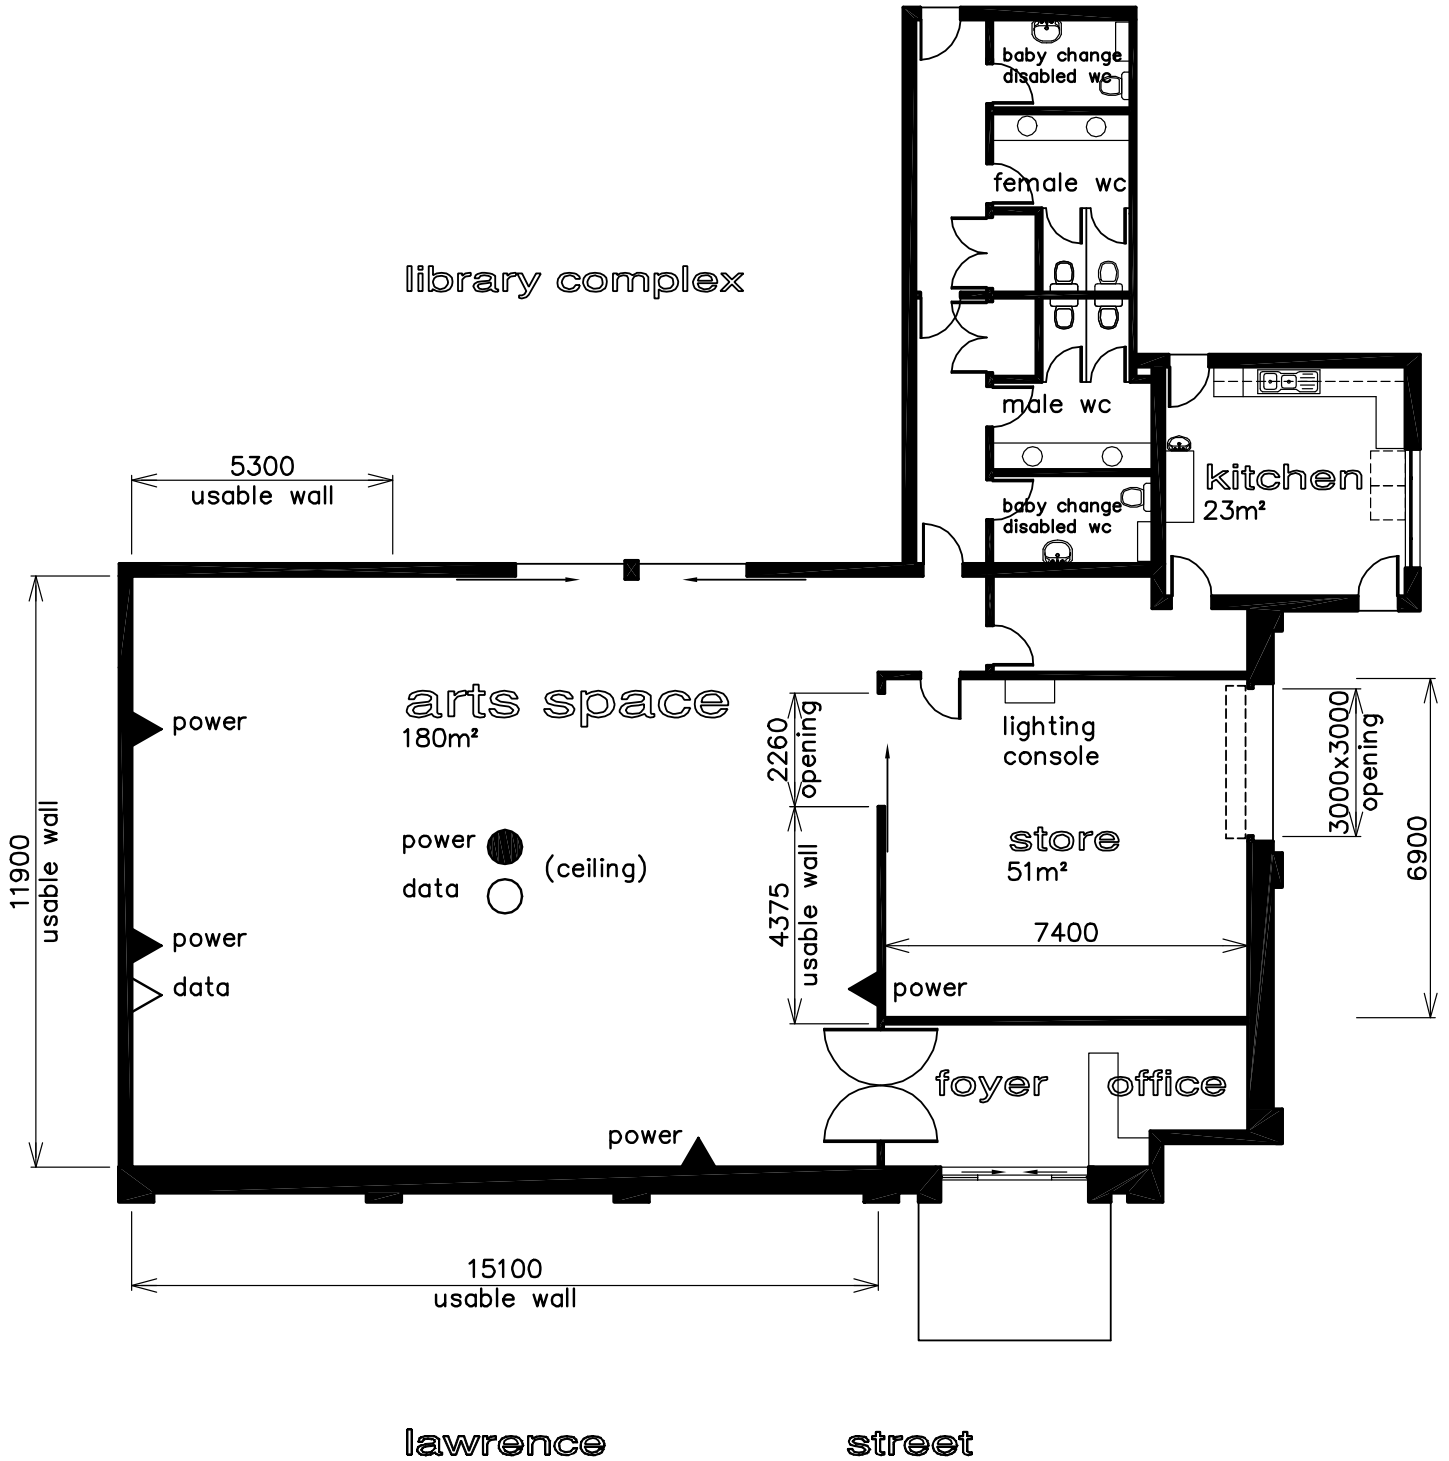 baby change
disabled wc
female wc
library complex
male wc
5300
usable wall
kitchen
23m²
baby change
disabled wc
arts space
180m²
power
2260
opening
lighting
console
3000x3000
opening
power
(ceiling)
data
store
51m²
11900
usable wall
4375
usable wall
6900
7400
power
data
power
foyer
office
power
15100
usable wall
lawrence street